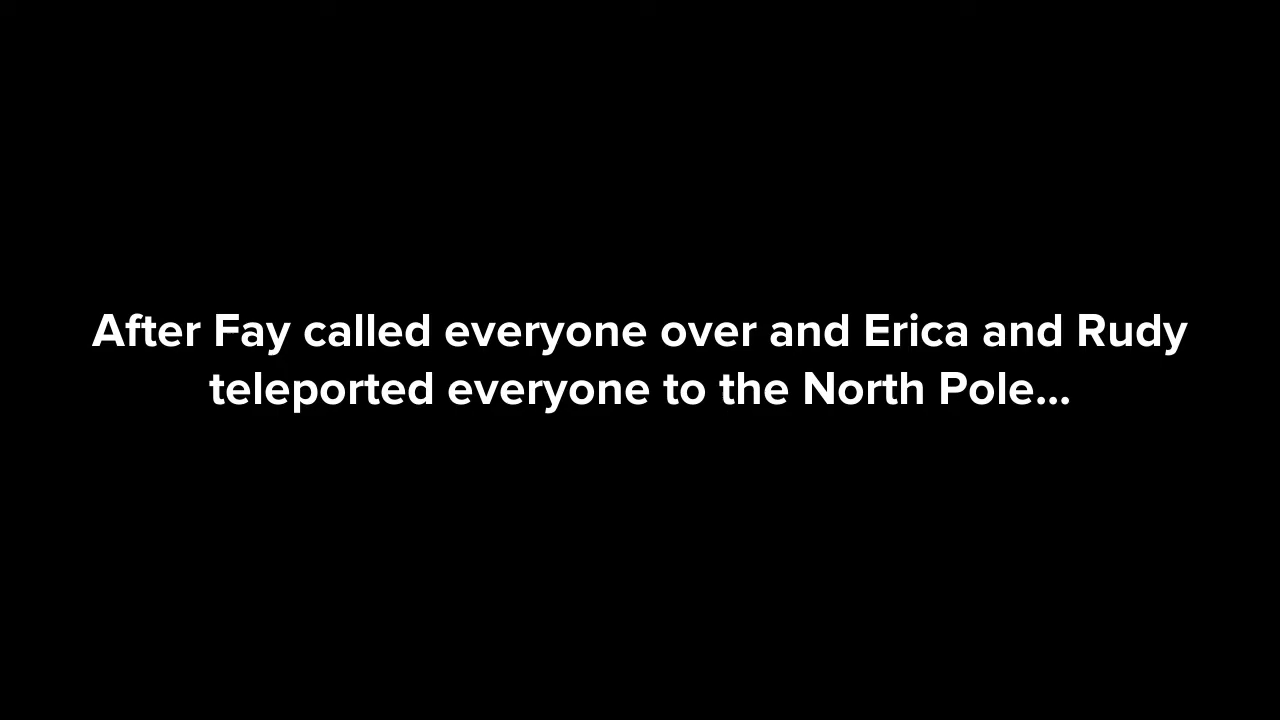 After Fay called everyone over and Erica and Rudy
teleported everyone to the North Pole...